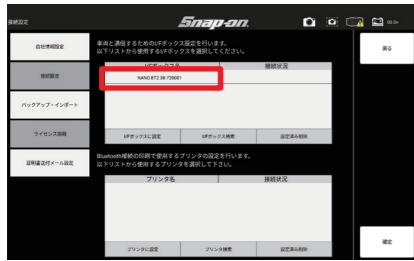 接続設定
Snap-on
自社情報設定
車両と通信するためのI/Fボックス設定を行います。
以下リストから使用するI/Fボックスを選択してください。
戻る
I/Fボックス名
接続状況
接続設定
NANO BT2 38-720001
バックアップ・インポート
ライセンス情報
I/Fボックスに設定
I/Fボックス検索
設定済み削除
証明書送付メール設定
Bluetooth接続の印刷で使用するプリンタの設定を行います。
以下リストから使用するプリンタを選択して下さい。
プリンタ名
接続状況
プリンタに設定
プリンタ検索
設定済み削除
確定